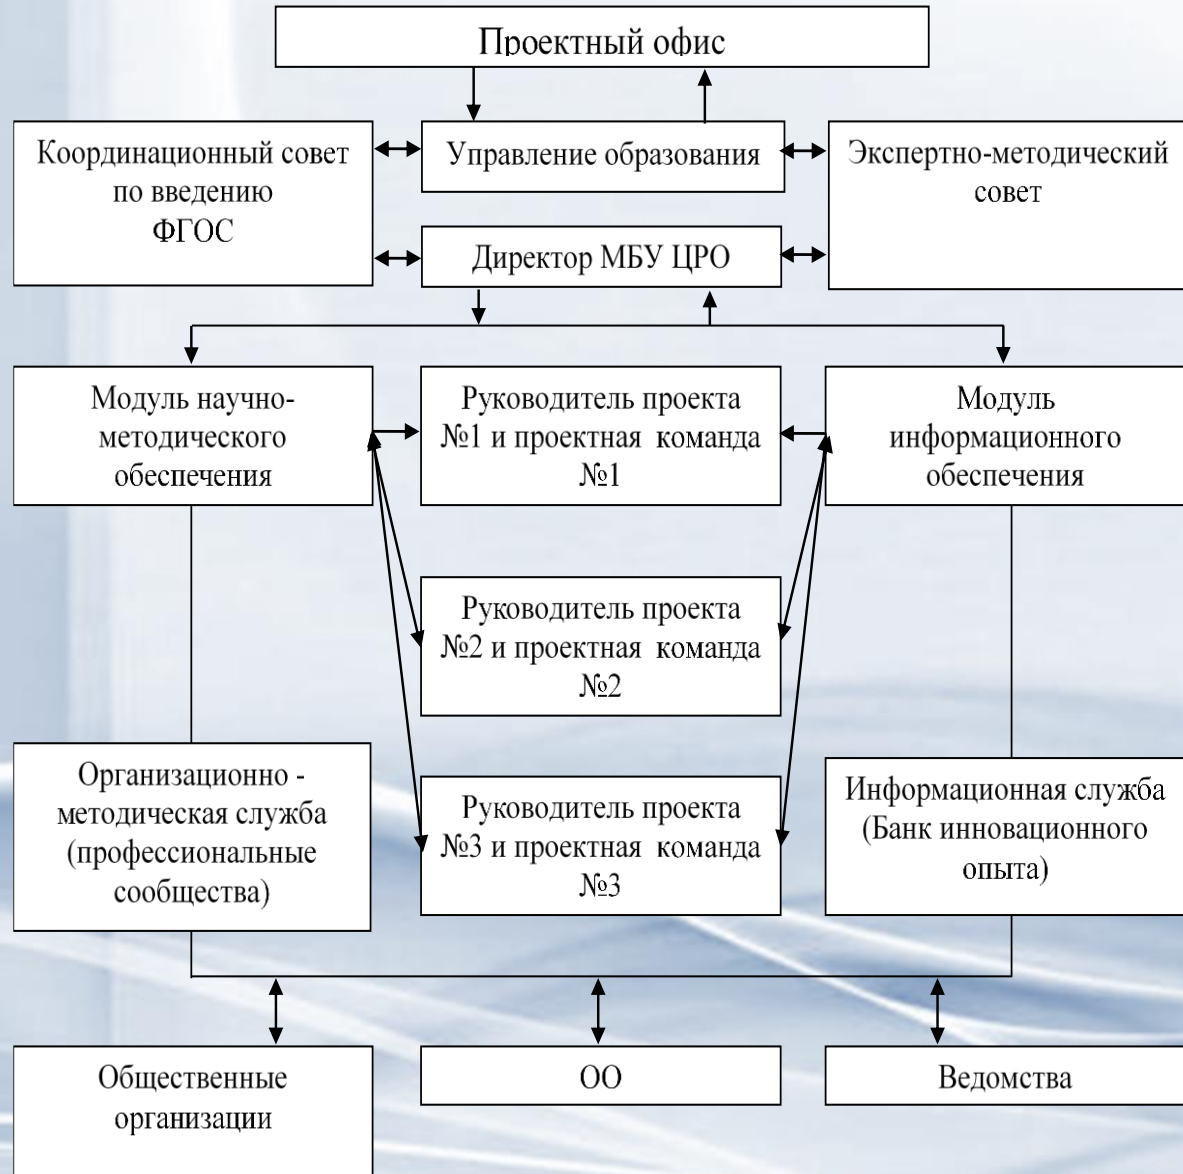 Проектный офис
Координационный совет
по введению
ФГОС
Управление образования
Экспертно-методический
совет
Директор МБУ ЦРО
Модуль научно-
методического
обеспечения
Руководитель проекта
№1 и проектная команда
№1
Модуль
информационного
обеспечения
Руководитель проекта
№2 и проектная команда
№2
Организационно -
методическая служба
(профессиональные
сообщества)
Руководитель проекта
№3 и проектная команда
№3
Информационная служба
(Банк инновационного
опыта)
Общественные
организации
ОО
Ведомства